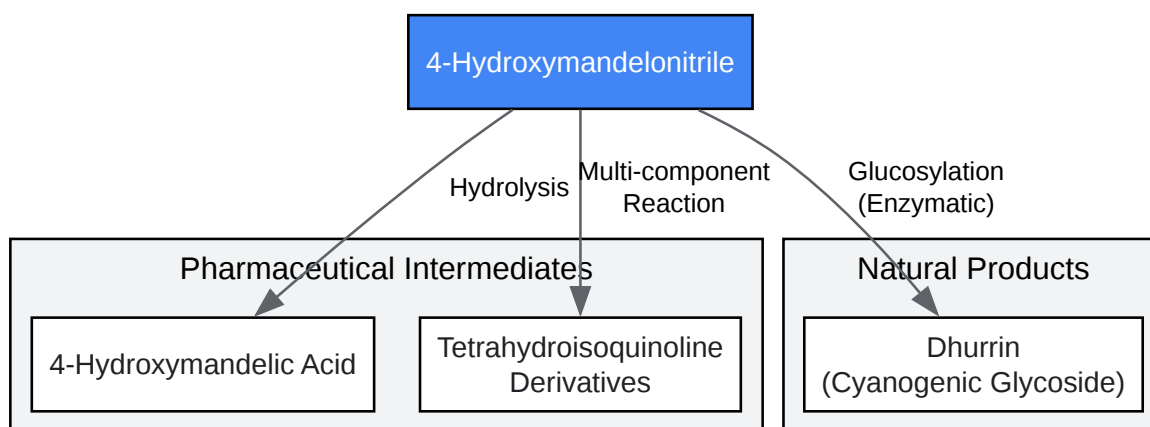 4-Hydroxymandelonitrile
Hydrolysis
Multi-component
Reaction
Glucosylation
(Enzymatic)
Pharmaceutical Intermediates
Natural Products
4-Hydroxymandelic Acid
Tetrahydroisoquinoline
Derivatives
Dhurrin
(Cyanogenic Glycoside)